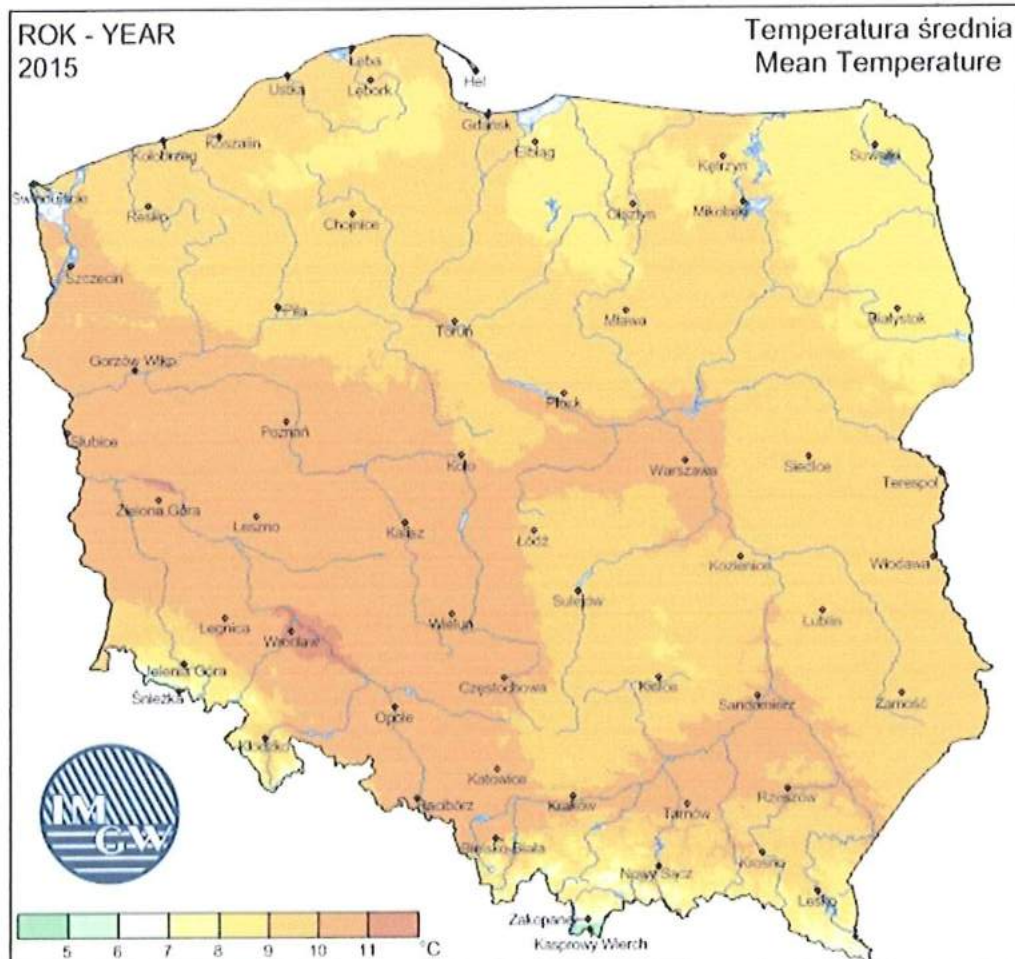 ROK - YEAR
2015
Temperatura średnia
Mean Temperature
Łeba
Hel
Ustka
Lębork
Gdańsk
Koszalin
Kołobrzeg
Elbląg
Kętrzyn
Suwałki
Świnoujście
Resko
Chojnice
Olsztyn
Mikołajki
Szczecin
Piła
Toruń
Mława
Białystok
Gorzów Wlkp.
Płock
Poznań
Słubice
Koło
Warszawa
Siedlce
Terespol
Zielona Góra
Leszno
Kalisz
Łódź
Kozienice
Włodawa
Sulejów
Legnica
Wrocław
Wieluń
Lublin
Jelenia Góra
Śnieżka
Częstochowa
Kielce
Sandomierz
Zamość
Opole
Kłodzko
Katowice
Racibórz
Kraków
Tarnów
Rzeszów
Bielsko-Biała
Nowy Sącz
Krosno
Lesko
Zakopane
Kasprowy Wierch
IM
GW
5 6 7 8 9 10 11 °C